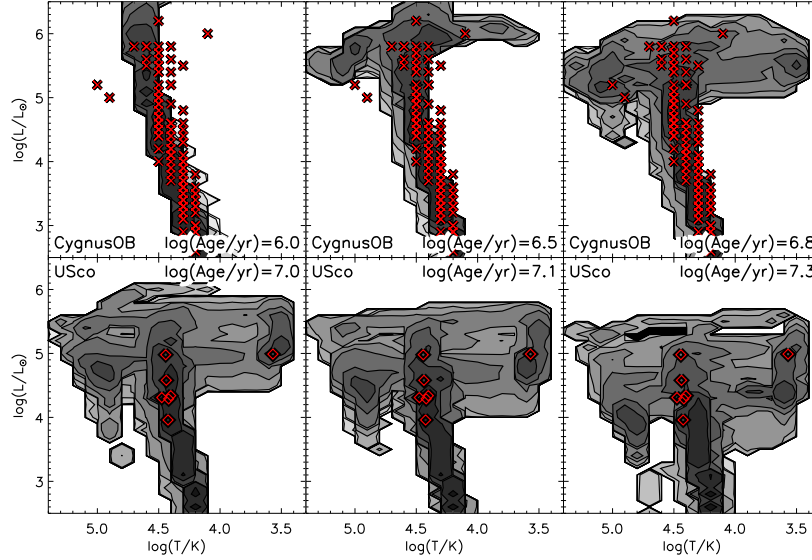 6
5
4
3
log(L/L☉)
CygnusOB log(Age/yr)=6.0
CygnusOB log(Age/yr)=6.5
CygnusOB log(Age/yr)=6.8
USco log(Age/yr)=7.0
USco log(Age/yr)=7.1
USco log(Age/yr)=7.3
6
5
4
3
log(L/L☉)
5.0 4.5 4.0 3.5
5.0 4.5 4.0 3.5
5.0 4.5 4.0 3.5
log(T/K)
log(T/K)
log(T/K)